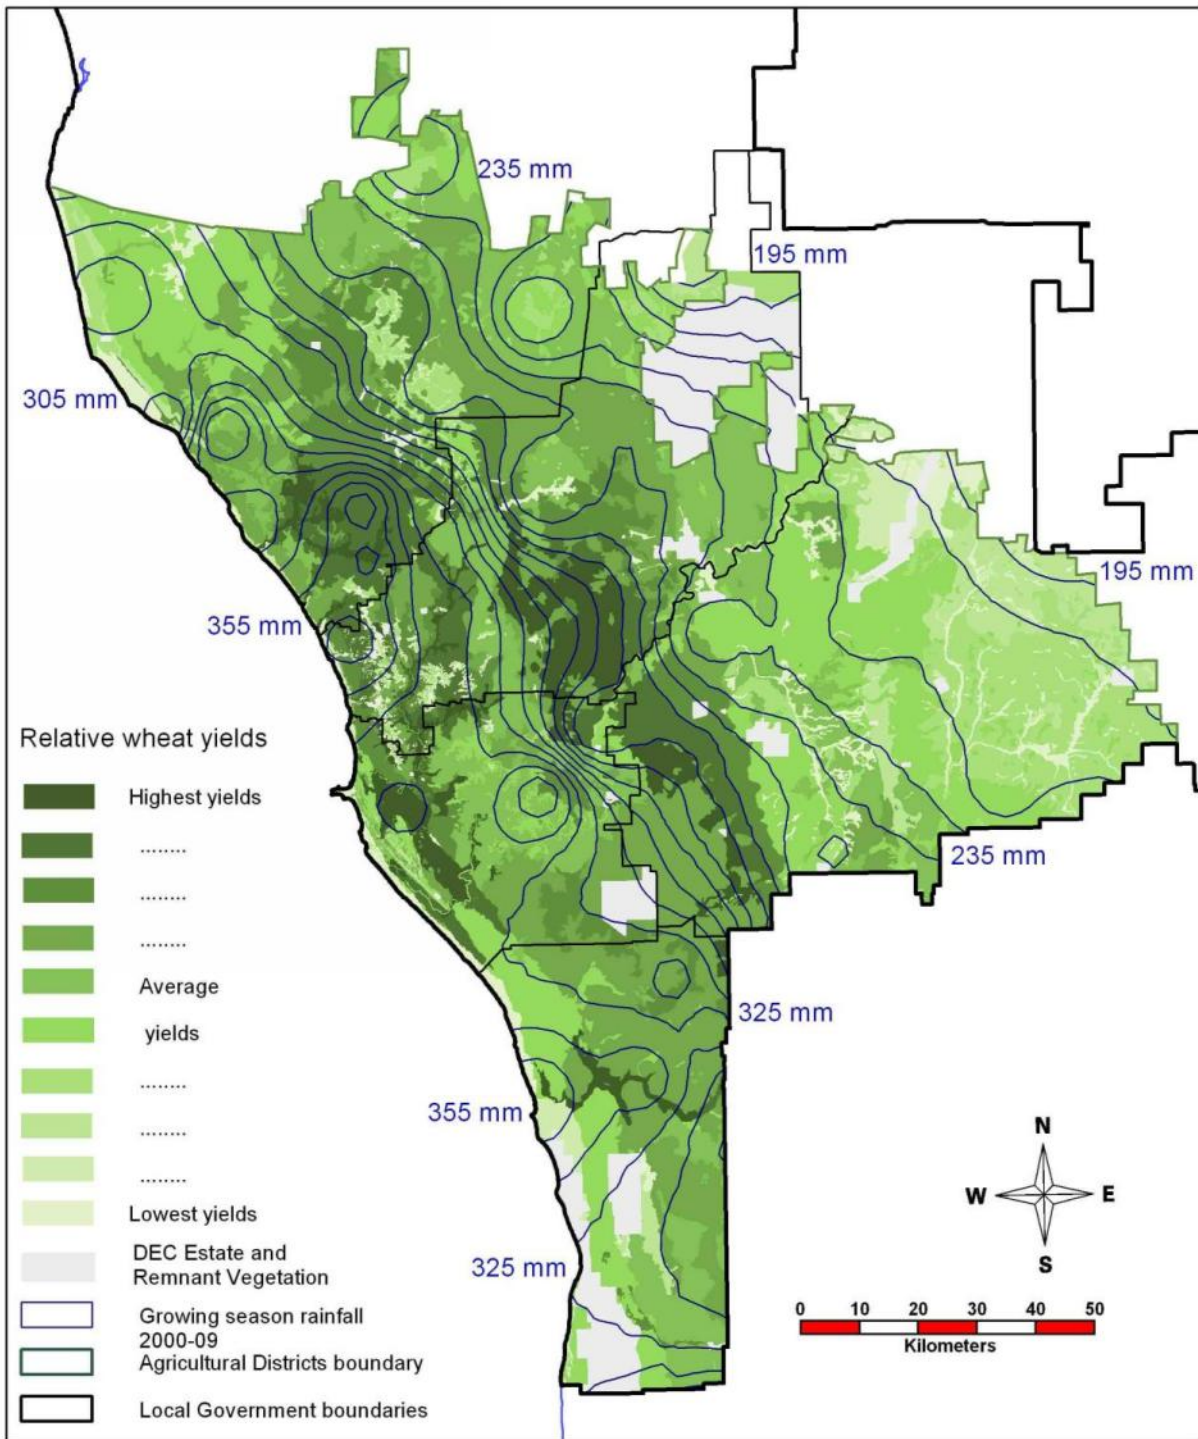 235 mm
195 mm
305 mm
195 mm
355 mm
Relative wheat yields
Highest yields
........
........
........
Average
yields
........
........
........
Lowest yields
DEC Estate and
Remnant Vegetation
Growing season rainfall
2000-09
Agricultural Districts boundary
Local Government boundaries
235 mm
325 mm
355 mm
325 mm
N
W E
S
0 10 20 30 40 50
Kilometers